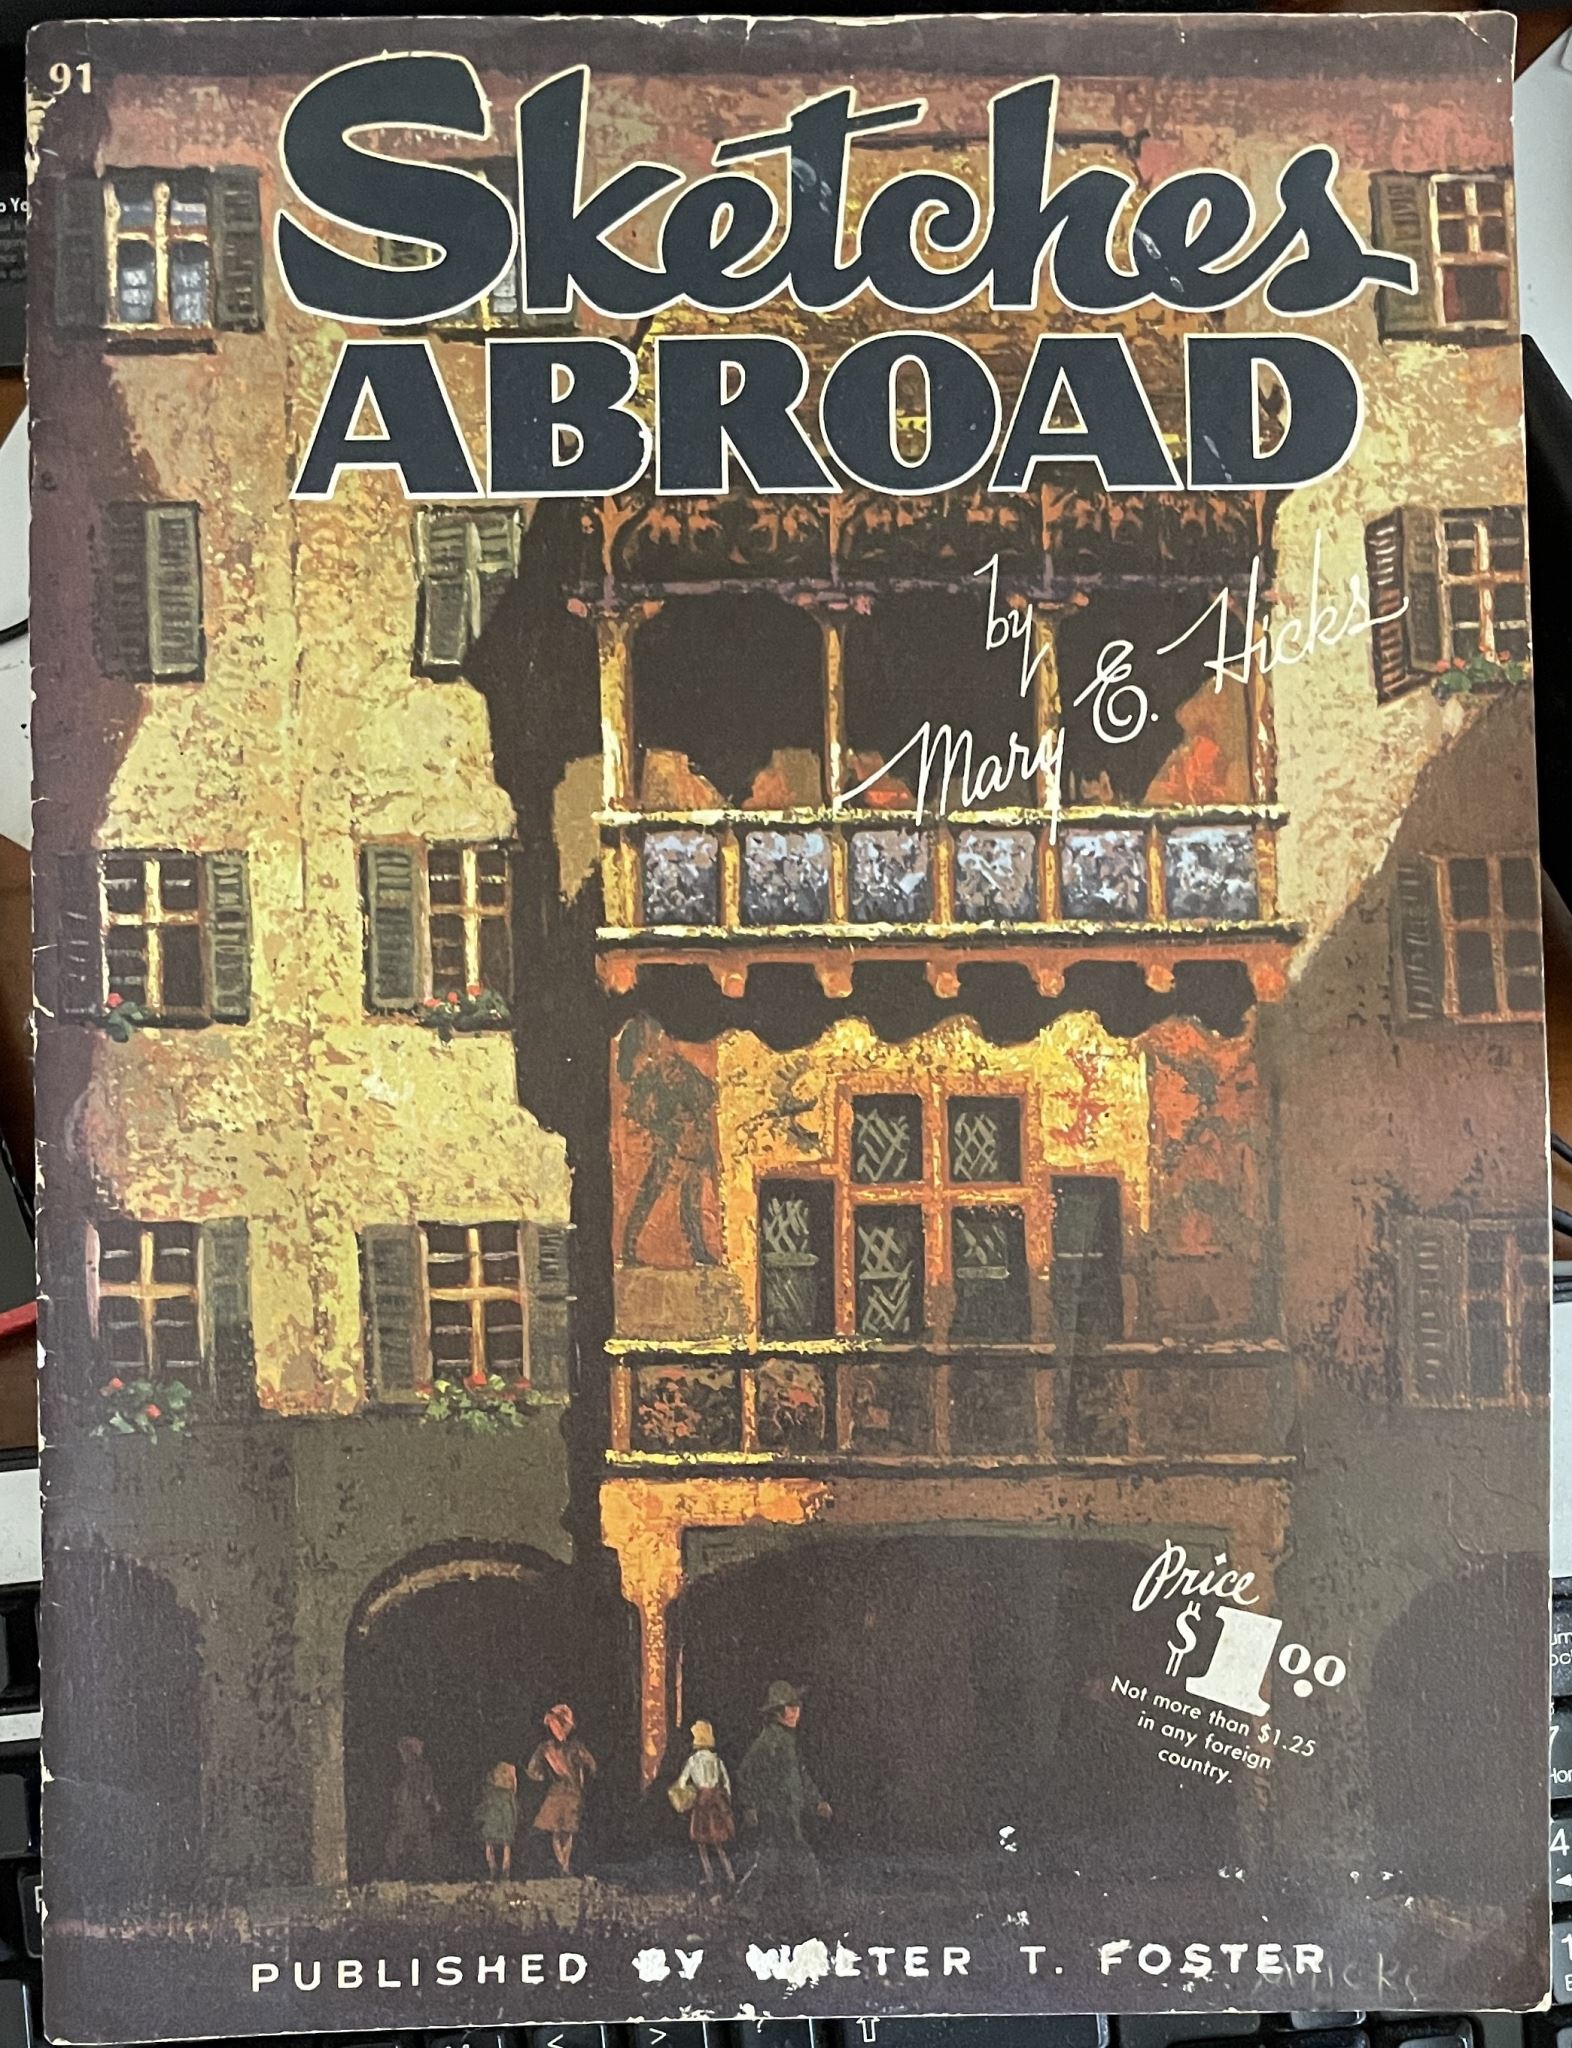 91
Sketches
ABROAD
by
Mary E. Hicks
Price
$1.00
Not more than $1.25
in any foreign
country.
PUBLISHED BY WALTER T. FOSTER